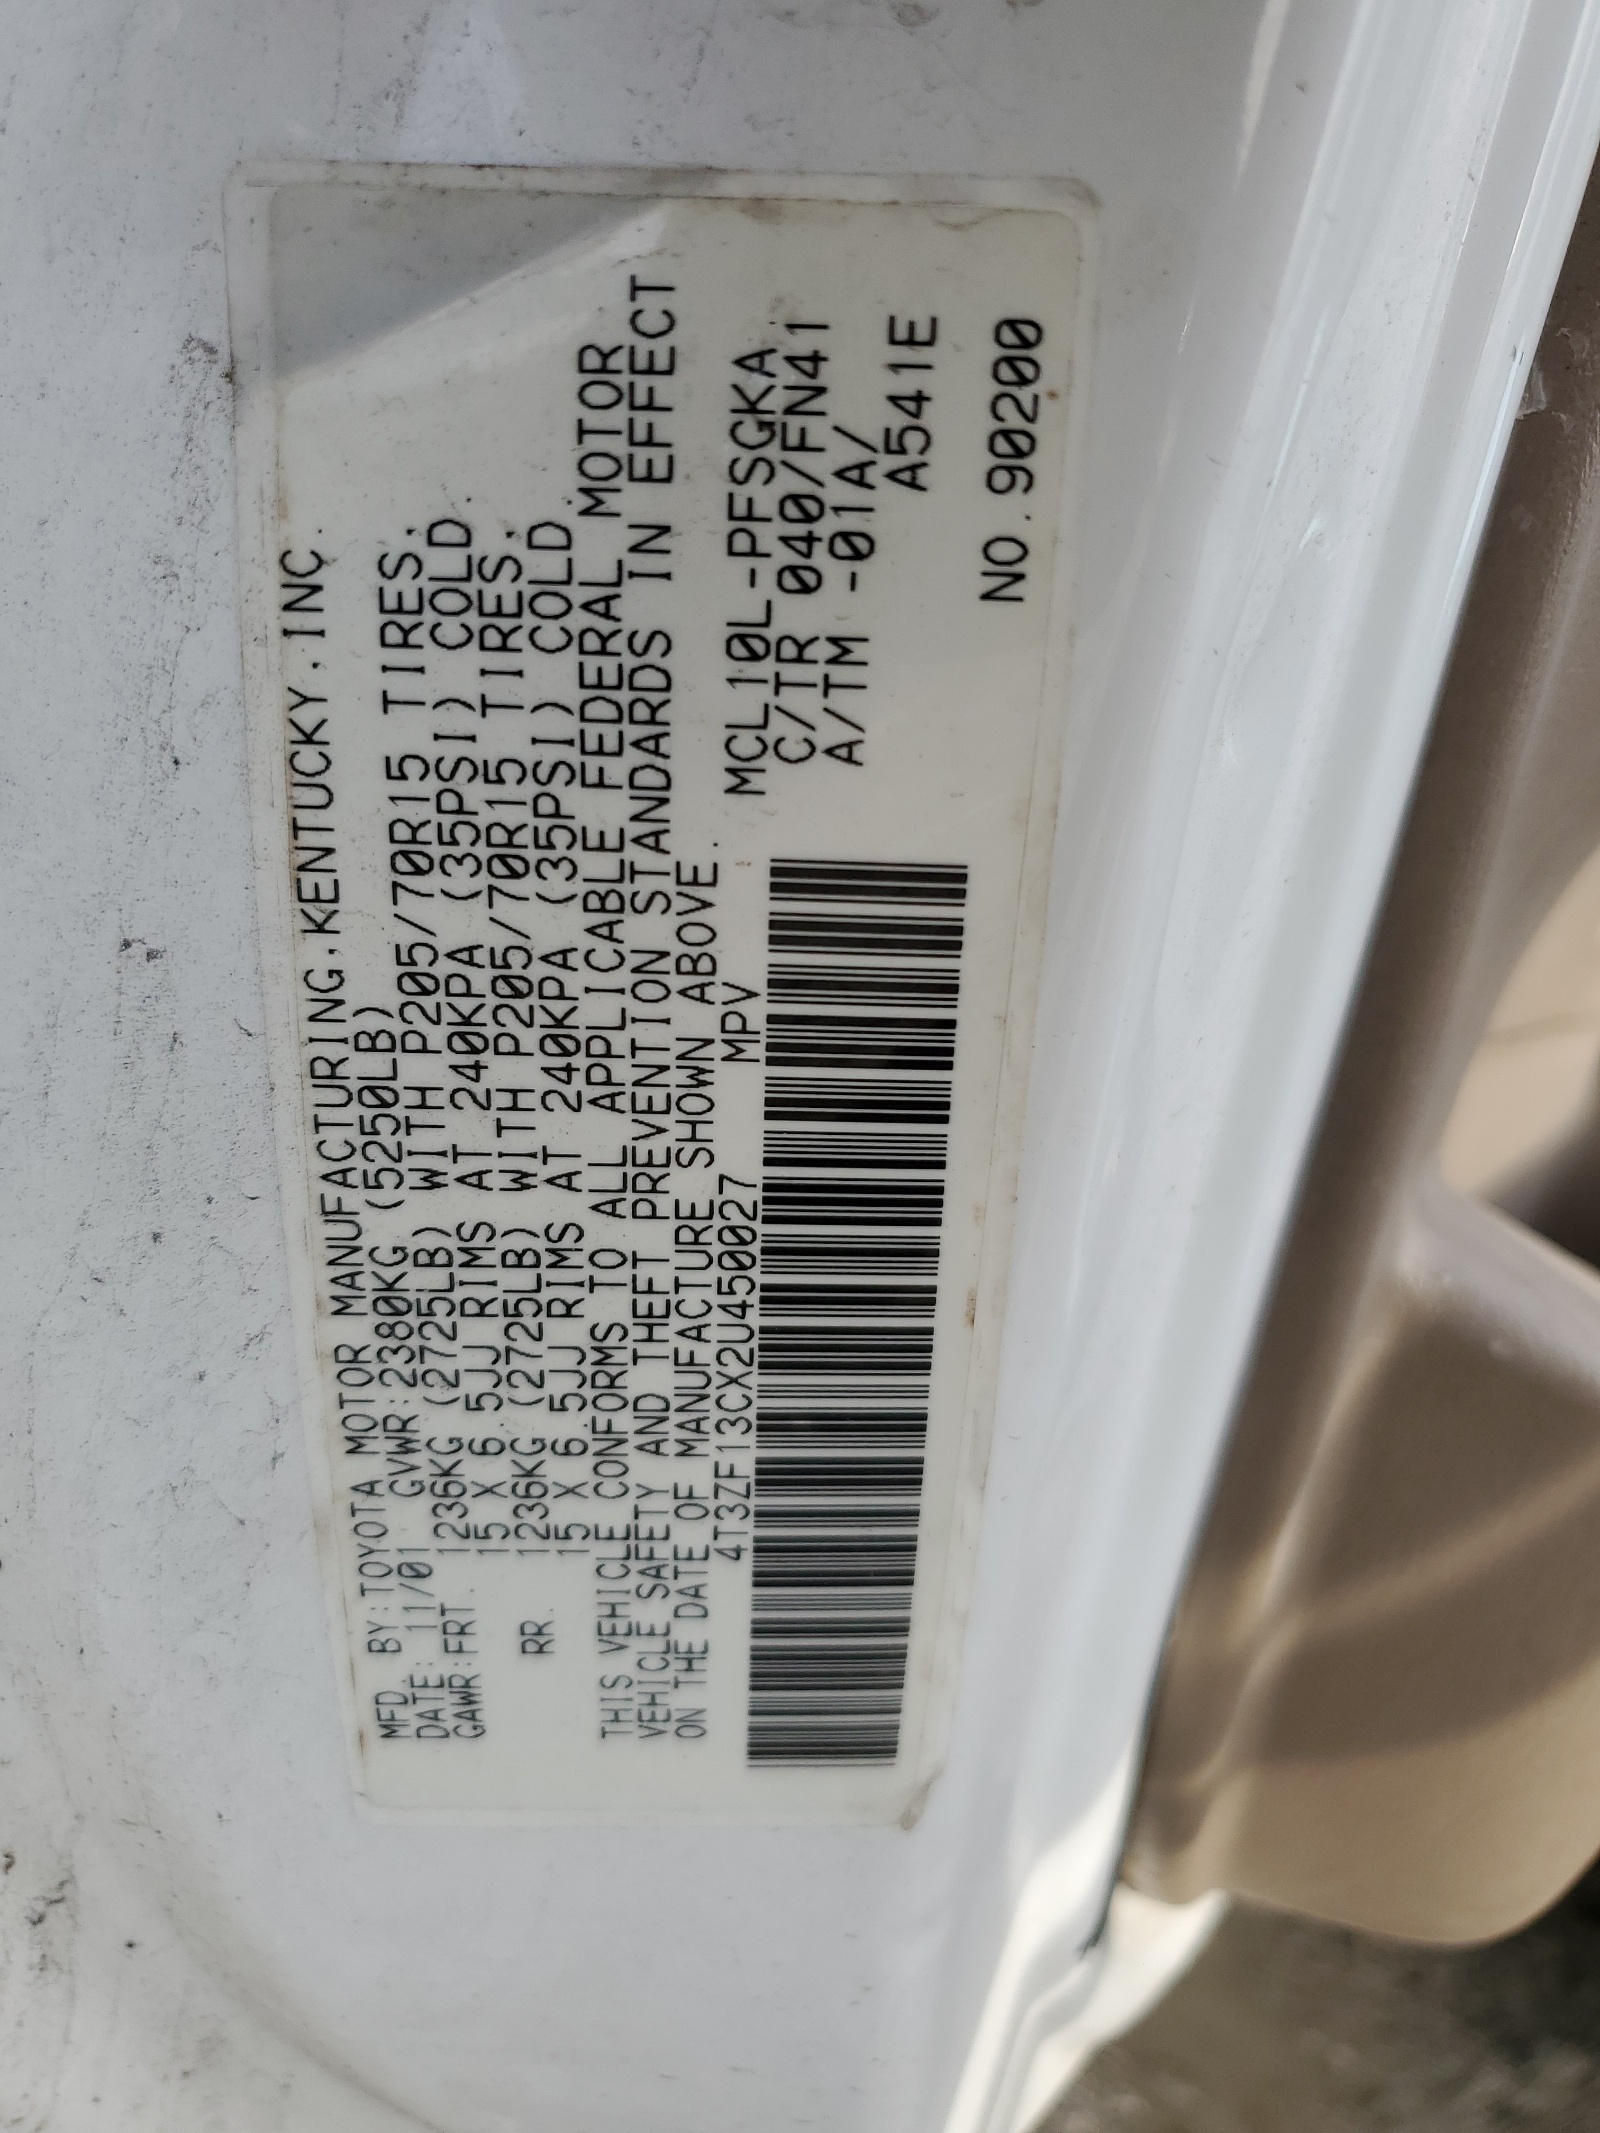 MFD. BY:TOYOTA MOTOR MANUFACTURING,KENTUCKY,INC.
DATE: 11/01 GVWR:2380KG (5250LB)
GAWR:FRT. 1236KG (2725LB) WITH P205/70R15 TIRES.
15 X 6.5JJ RIMS AT 240KPA (35PSI) COLD.
RR. 1236KG (2725LB) WITH P205/70R15 TIRES.
15 X 6.5JJ RIMS AT 240KPA (35PSI) COLD.
THIS VEHICLE CONFORMS TO ALL APPLICABLE FEDERAL MOTOR
VEHICLE SAFETY AND THEFT PREVENTION STANDARDS IN EFFECT
ON THE DATE OF MANUFACTURE SHOWN ABOVE.
4T3ZF13CX2U450027 MPV
MCL10L-PFSGKA
C/TR 040/FN41
A/TM -01A/
A541E
NO.90200